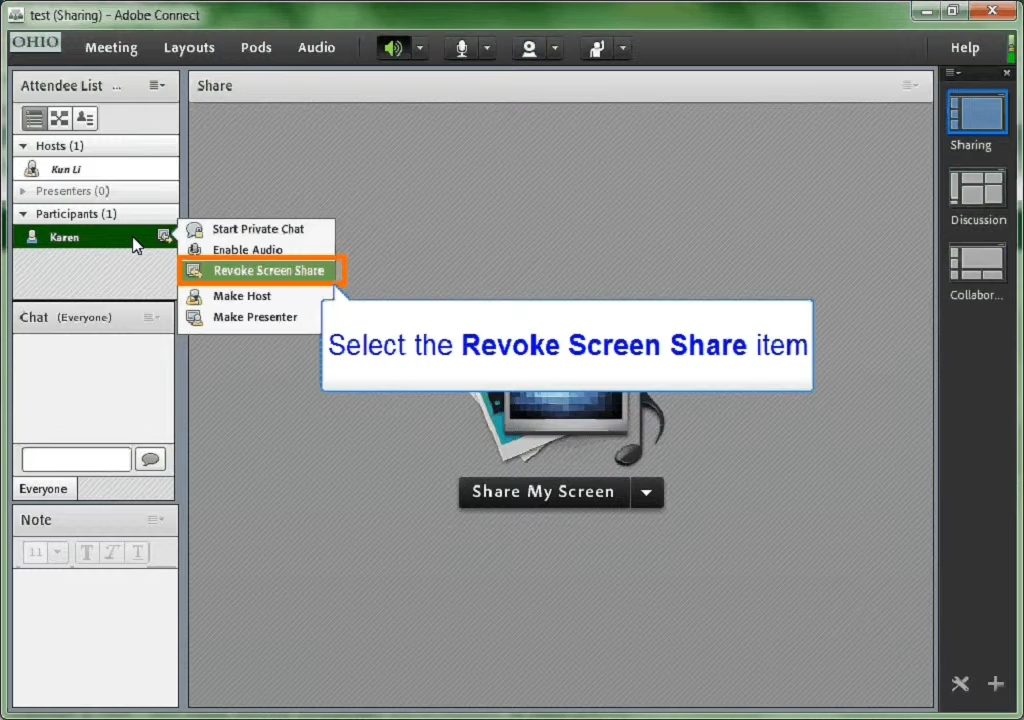 test (Sharing) - Adobe Connect
OHIO
Meeting
Layouts
Pods
Audio
Help
Attendee List ...
Share
Hosts (1)
Kun Li
Presenters (0)
Participants (1)
Karen
Start Private Chat
Enable Audio
Revoke Screen Share
Make Host
Make Presenter
Select the Revoke Screen Share item
Chat (Everyone)
Everyone
Note
11
T T T
Share My Screen
Sharing
Discussion
Collabor...